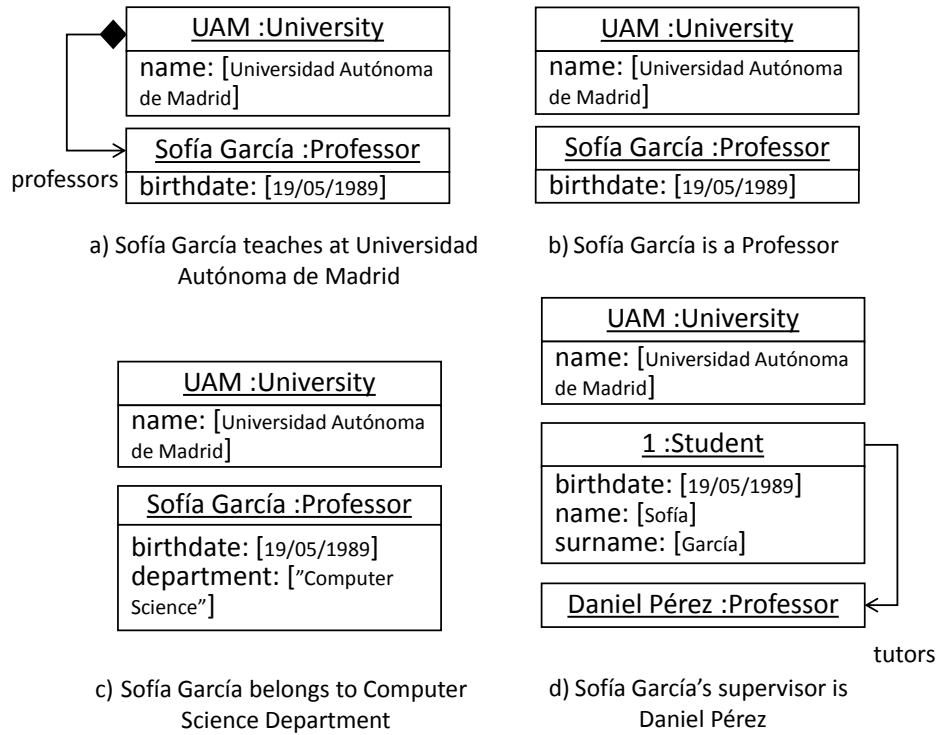 UAM :University
name: [Universidad Autónoma
de Madrid]
Sofía García :Professor
birthdate: [19/05/1989]
professors
a) Sofía García teaches at Universidad
Autónoma de Madrid
UAM :University
name: [Universidad Autónoma
de Madrid]
Sofía García :Professor
birthdate: [19/05/1989]
b) Sofía García is a Professor
UAM :University
name: [Universidad Autónoma
de Madrid]
Sofía García :Professor
birthdate: [19/05/1989]
department: [”Computer
Science”]
c) Sofía García belongs to Computer
Science Department
UAM :University
name: [Universidad Autónoma
de Madrid]
1 :Student
birthdate: [19/05/1989]
name: [Sofía]
surname: [García]
Daniel Pérez :Professor
tutors
d) Sofía García’s supervisor is
Daniel Pérez